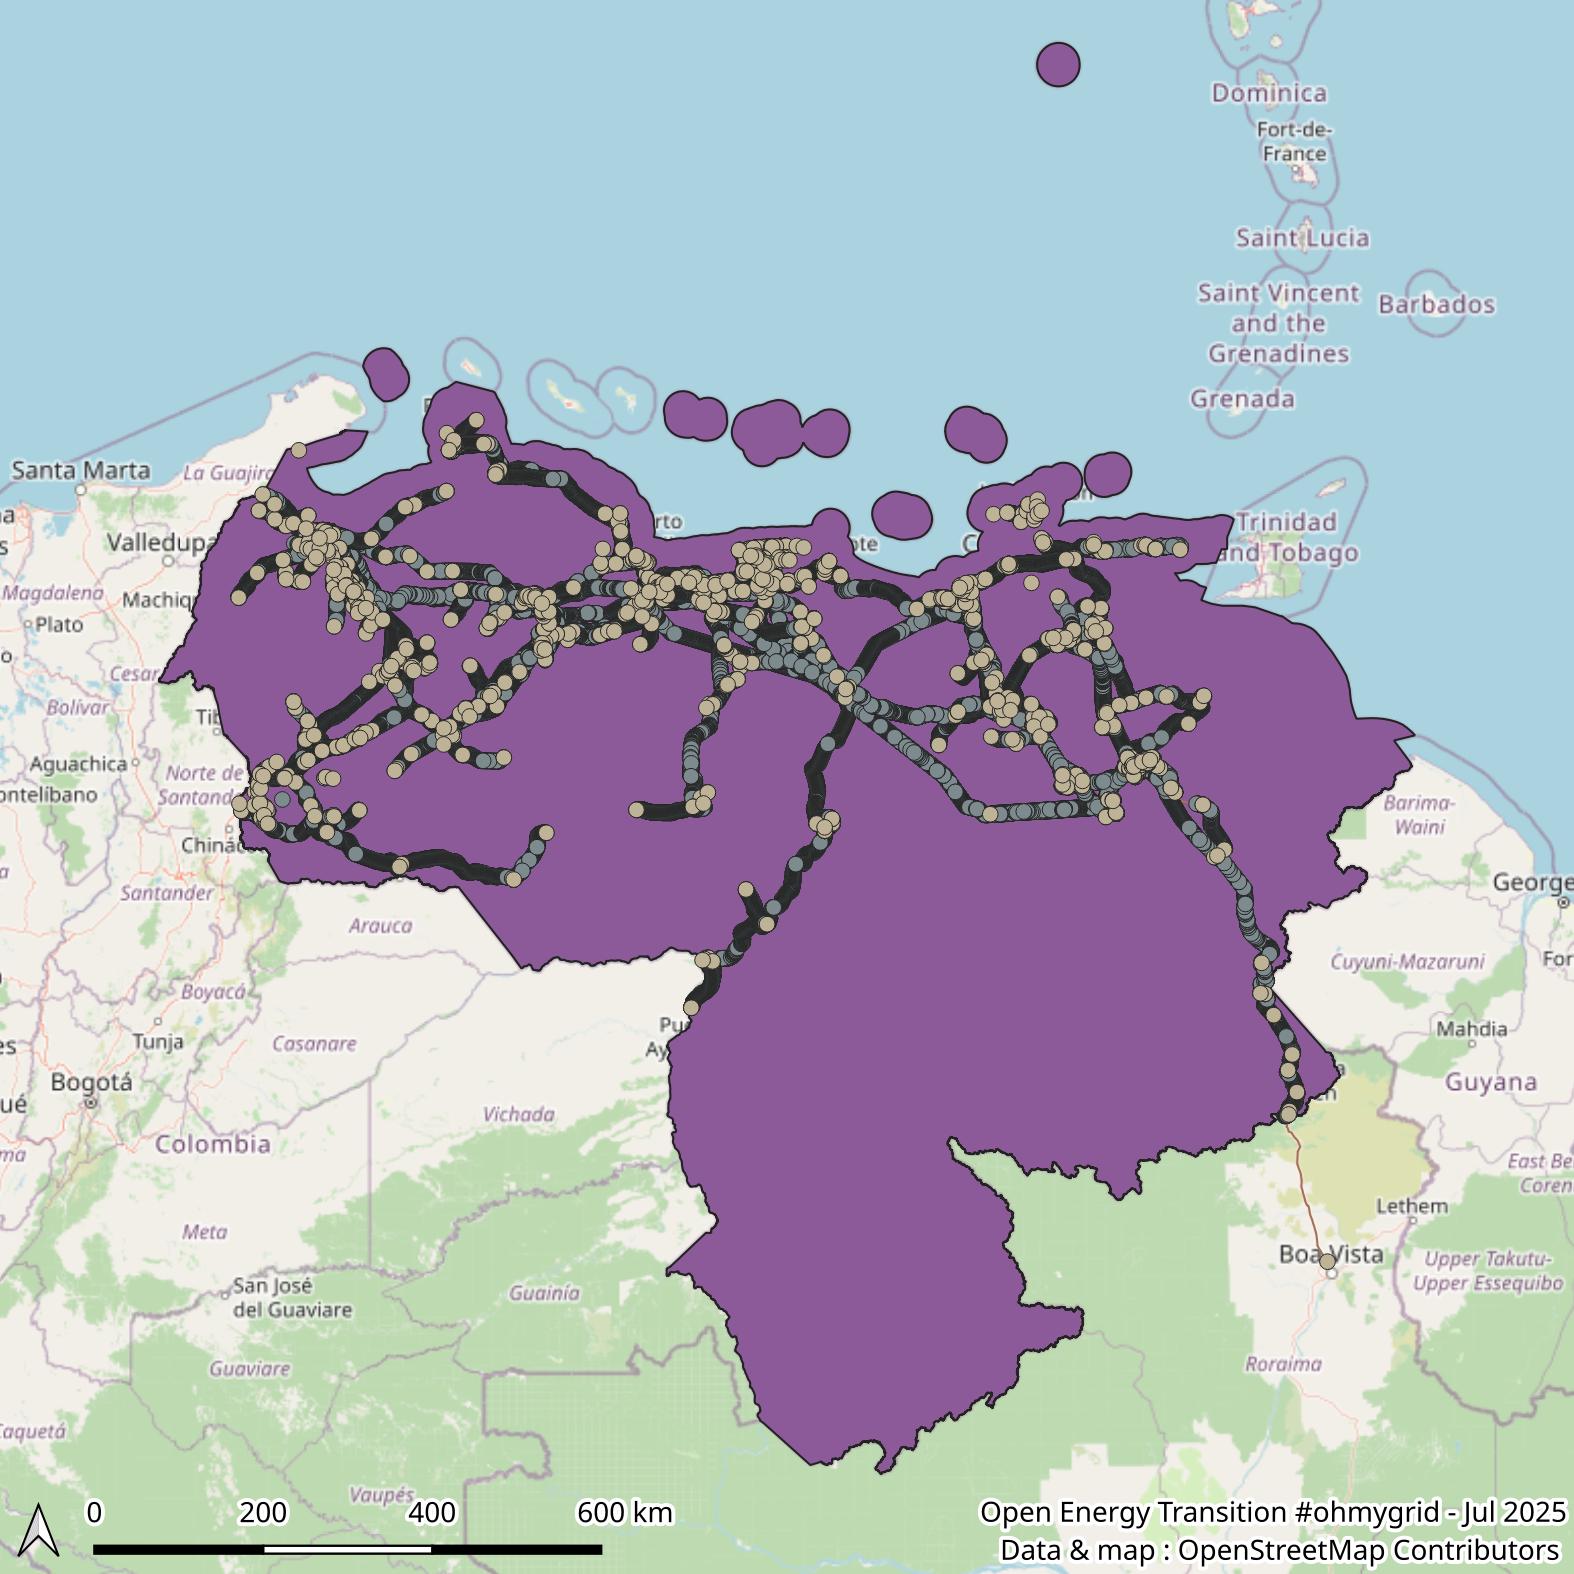 Dominica
Fort-de-
France
Saint Lucia
Saint Vincent
and the
Grenadines
Barbados
Grenada
Santa Marta
La Guajira
Trinidad
and Tobago
Valledupa
Magdalena
Machiq
Plato
Cesar
Bolívar
Tib
Aguachica
Norte de
Santand
ontelíbano
Barima-
Waini
Chinác
Santander
George
Arauca
Cuyuni-Mazaruni
For
Boyacá
Tunja
Casanare
Pue
Ay
Mahdia
Bogotá
Guyana
ué
Vichada
Colombia
East Be
Coren
Meta
Lethem
Boa Vista
Upper Takutu-
Upper Essequibo
San José
del Guaviare
Guainía
Guaviare
Roraima
Caquetá
Vaupés
0 200 400 600 km
Open Energy Transition #ohmygrid - Jul 2025
Data & map : OpenStreetMap Contributors